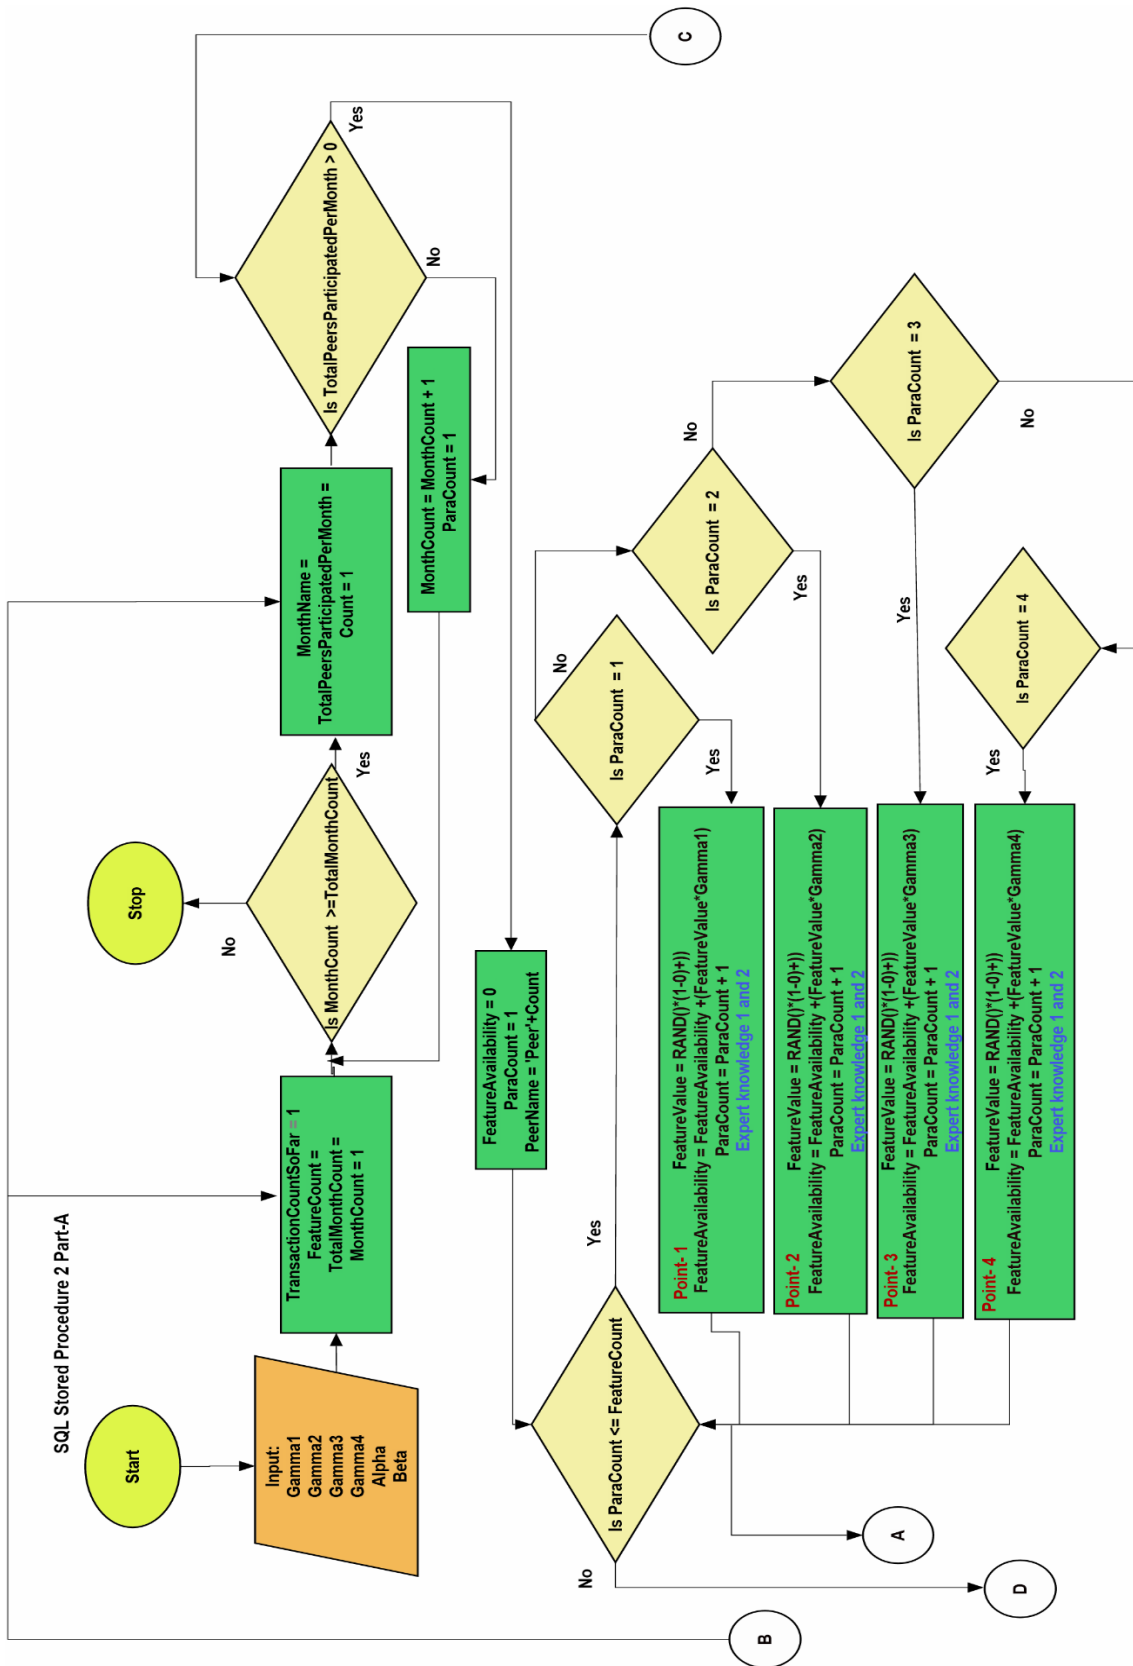 SQL Stored Procedure 2 Part-A
Start
Input:
Gamma1
Gamma2
Gamma3
Gamma4
Alpha
Beta
TransactionCountSoFar = 1
FeatureCount =
TotalMonthCount =
MonthCount = 1
Is MonthCount >=TotalMonthCount
No
Stop
Yes
MonthName =
TotalPeersParticipatedPerMonth =
Count = 1
Is TotalPeersParticipatedPerMonth > 0
Yes
No
MonthCount = MonthCount + 1
ParaCount = 1
C
FeatureAvailability = 0
ParaCount = 1
PeerName = 'Peer'+Count
Is ParaCount <= FeatureCount
Yes
No
Is ParaCount = 1
No
Yes
Is ParaCount = 2
No
Yes
Is ParaCount = 3
Yes
No
Is ParaCount = 4
Yes
Point- 1 FeatureValue = RAND()*(1-0)+))
FeatureAvailability = FeatureAvailability +(FeatureValue*Gamma1)
ParaCount = ParaCount + 1
Expert knowledge 1 and 2
Point- 2 FeatureValue = RAND()*(1-0)+))
FeatureAvailability = FeatureAvailability +(FeatureValue*Gamma2)
ParaCount = ParaCount + 1
Expert knowledge 1 and 2
Point- 3 FeatureValue = RAND()*(1-0)+))
FeatureAvailability = FeatureAvailability +(FeatureValue*Gamma3)
ParaCount = ParaCount + 1
Expert knowledge 1 and 2
Point- 4 FeatureValue = RAND()*(1-0)+))
FeatureAvailability = FeatureAvailability +(FeatureValue*Gamma4)
ParaCount = ParaCount + 1
Expert knowledge 1 and 2
A
D
B